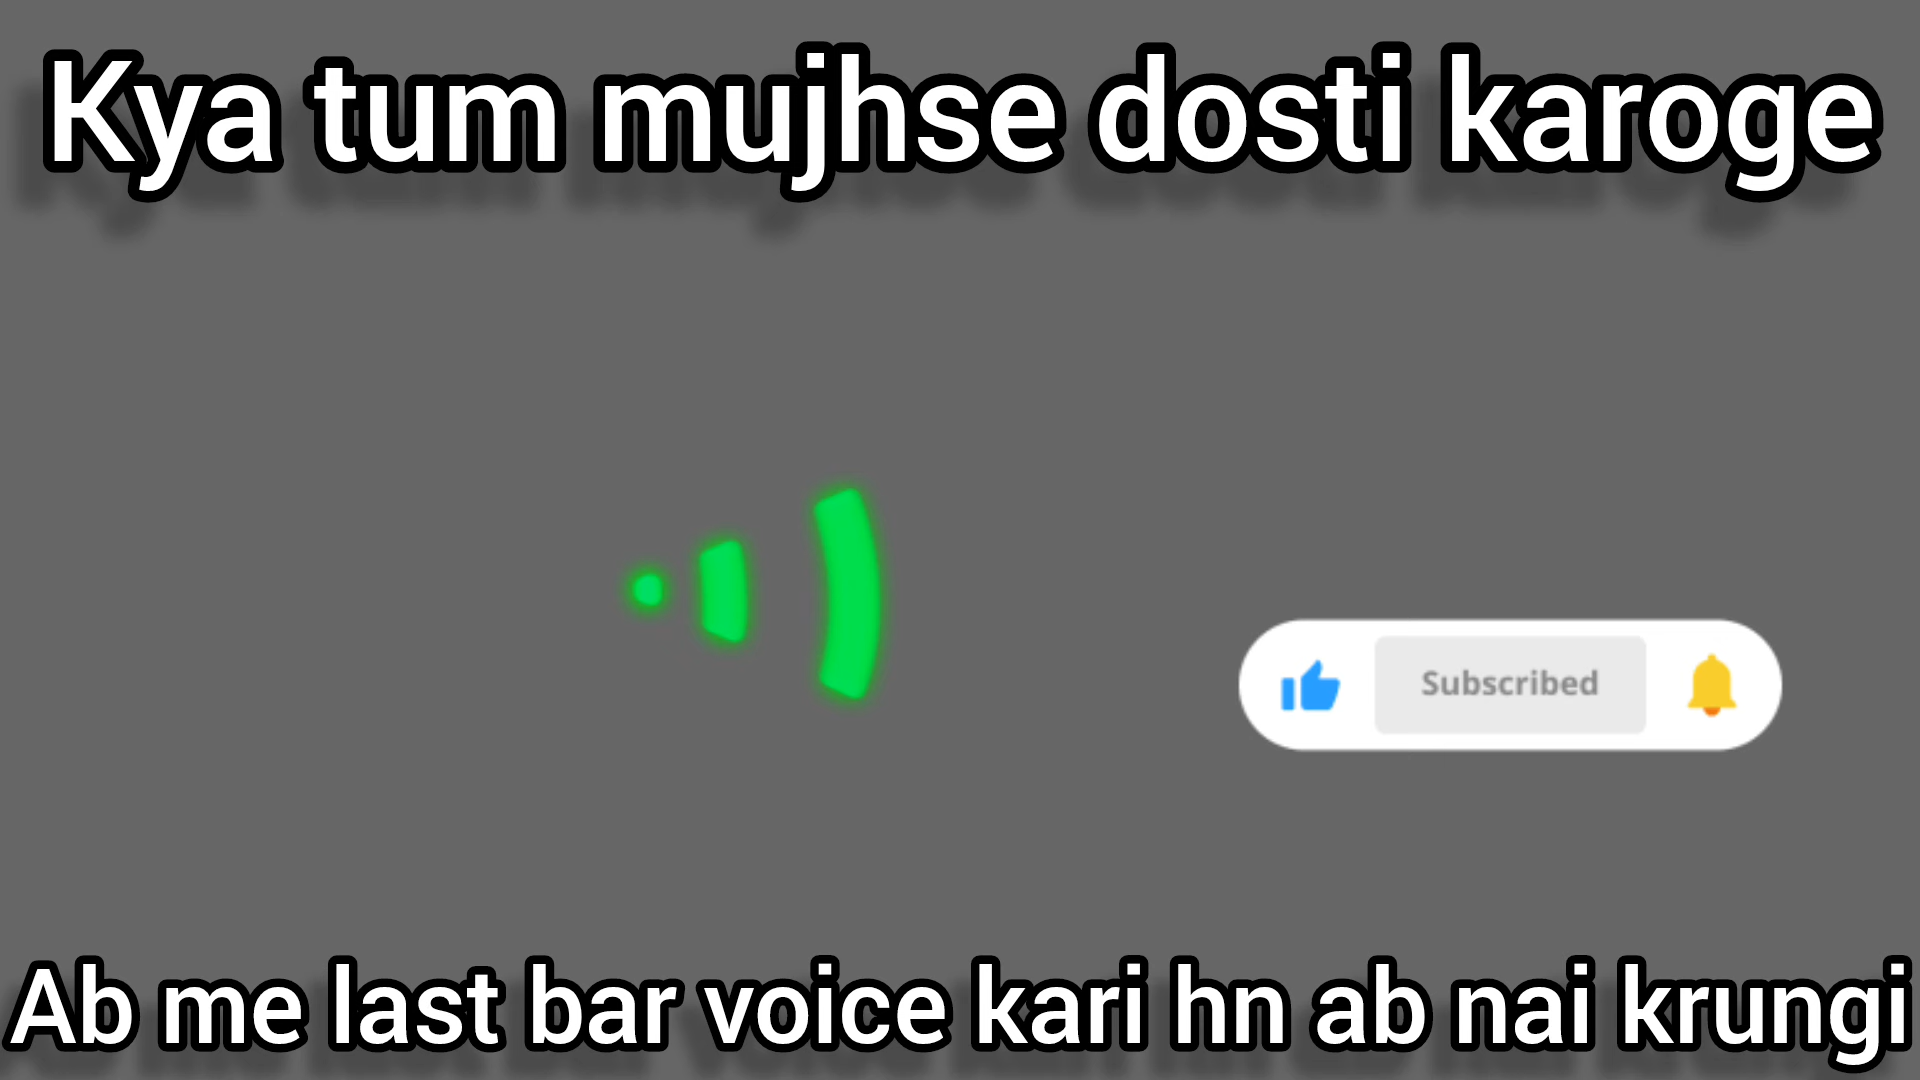 Kya tum mujhse dosti karoge
Subscribed
Ab me last bar voice kari hn ab nai krungi